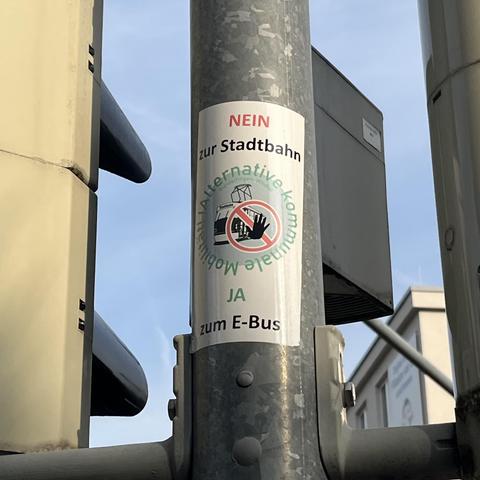 NEIN
zur Stadtbahn
Alternative kommunale Mobilität
JA
zum E-Bus